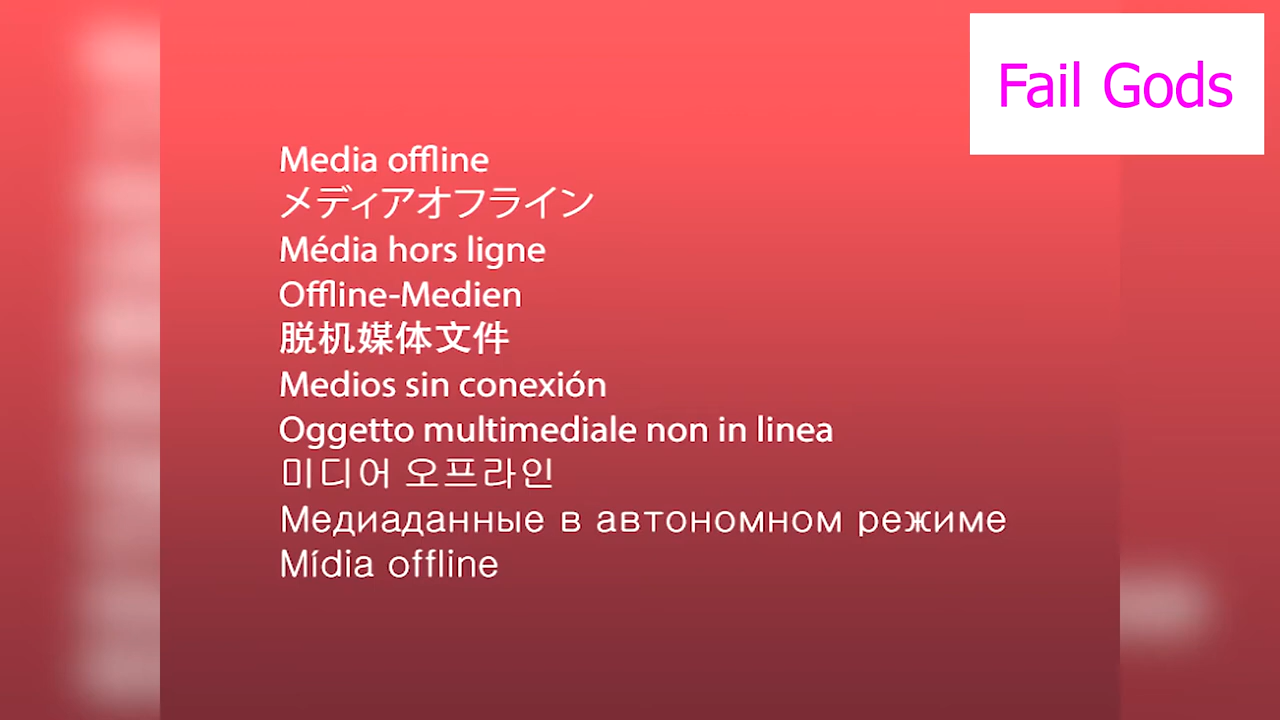 Fail Gods
Media offline
メディアオフライン
Média hors ligne
Offline-Medien
脱机媒体文件
Medios sin conexión
Oggetto multimediale non in linea
미디어 오프라인
Медиаданные в автономном режиме
Mídia offline